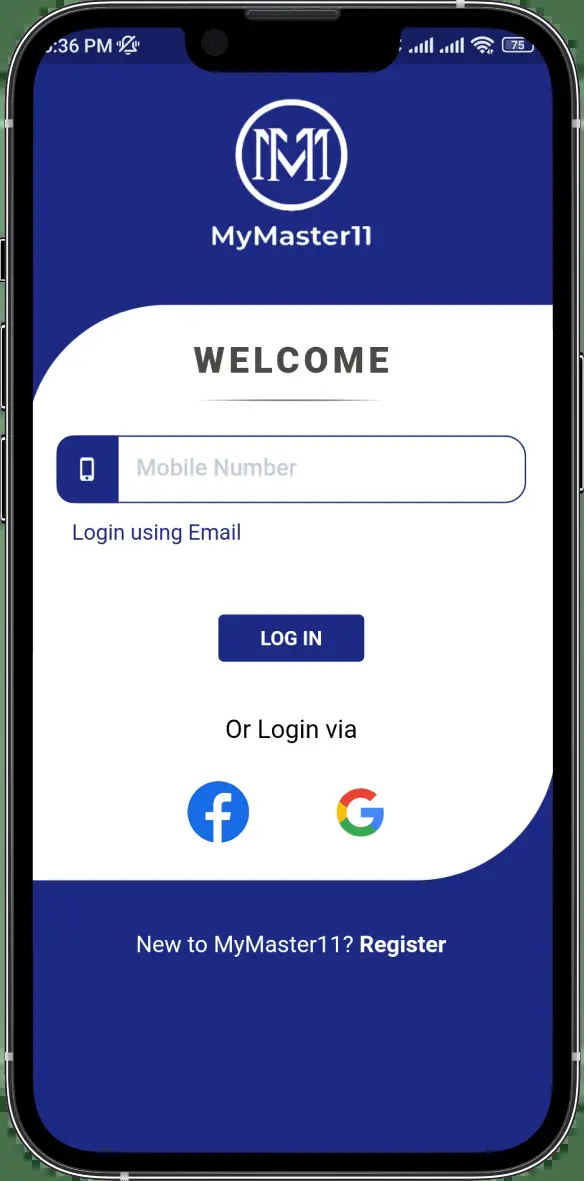 :36 PM
75
MyMaster11
WELCOME
Mobile Number
Login using Email
LOG IN
Or Login via
New to MyMaster11? Register